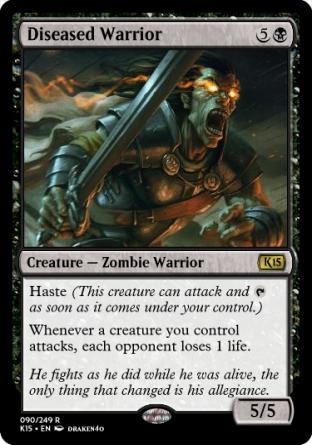 Diseased Warrior 5
Creature — Zombie Warrior K15
Haste (This creature can attack and
as soon as it comes under your control.)
Whenever a creature you control
attacks, each opponent loses 1 life.
He fights as he did while he was alive, the
only thing that changed is his allegiance.
5/5
090/249 R
K15 • EN DRAKEN40